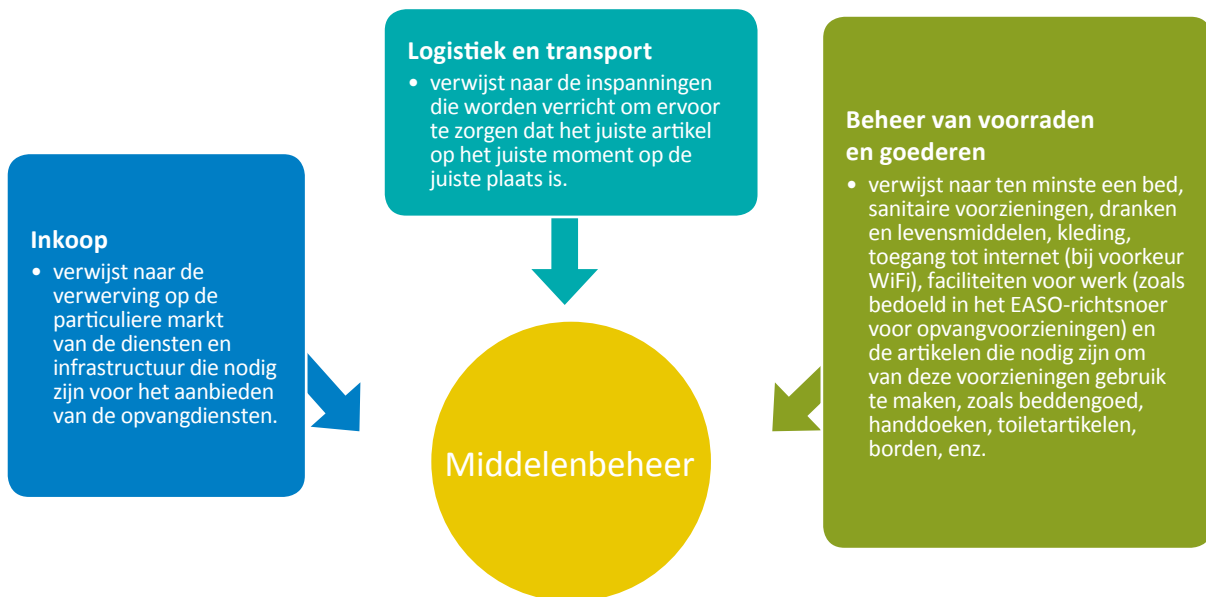 Inkoop
• verwijst naar de
verwerving op de
particuliere markt
van de diensten en
infrastructuur die nodig
zijn voor het aanbieden
van de opvangdiensten.
Logistiek en transport
• verwijst naar de inspanningen
die worden verricht om ervoor
te zorgen dat het juiste artikel
op het juiste moment op de
juiste plaats is.
Beheer van voorraden
en goederen
• verwijst naar ten minste een bed,
sanitaire voorzieningen, dranken
en levensmiddelen, kleding,
toegang tot internet (bij voorkeur
WiFi), faciliteiten voor werk (zoals
bedoeld in het EASO-richtsnoer
voor opvangvoorzieningen) en
de artikelen die nodig zijn om
van deze voorzieningen gebruik
te maken, zoals beddengoed,
handdoeken, toiletartikelen,
borden, enz.
Middelenbeheer